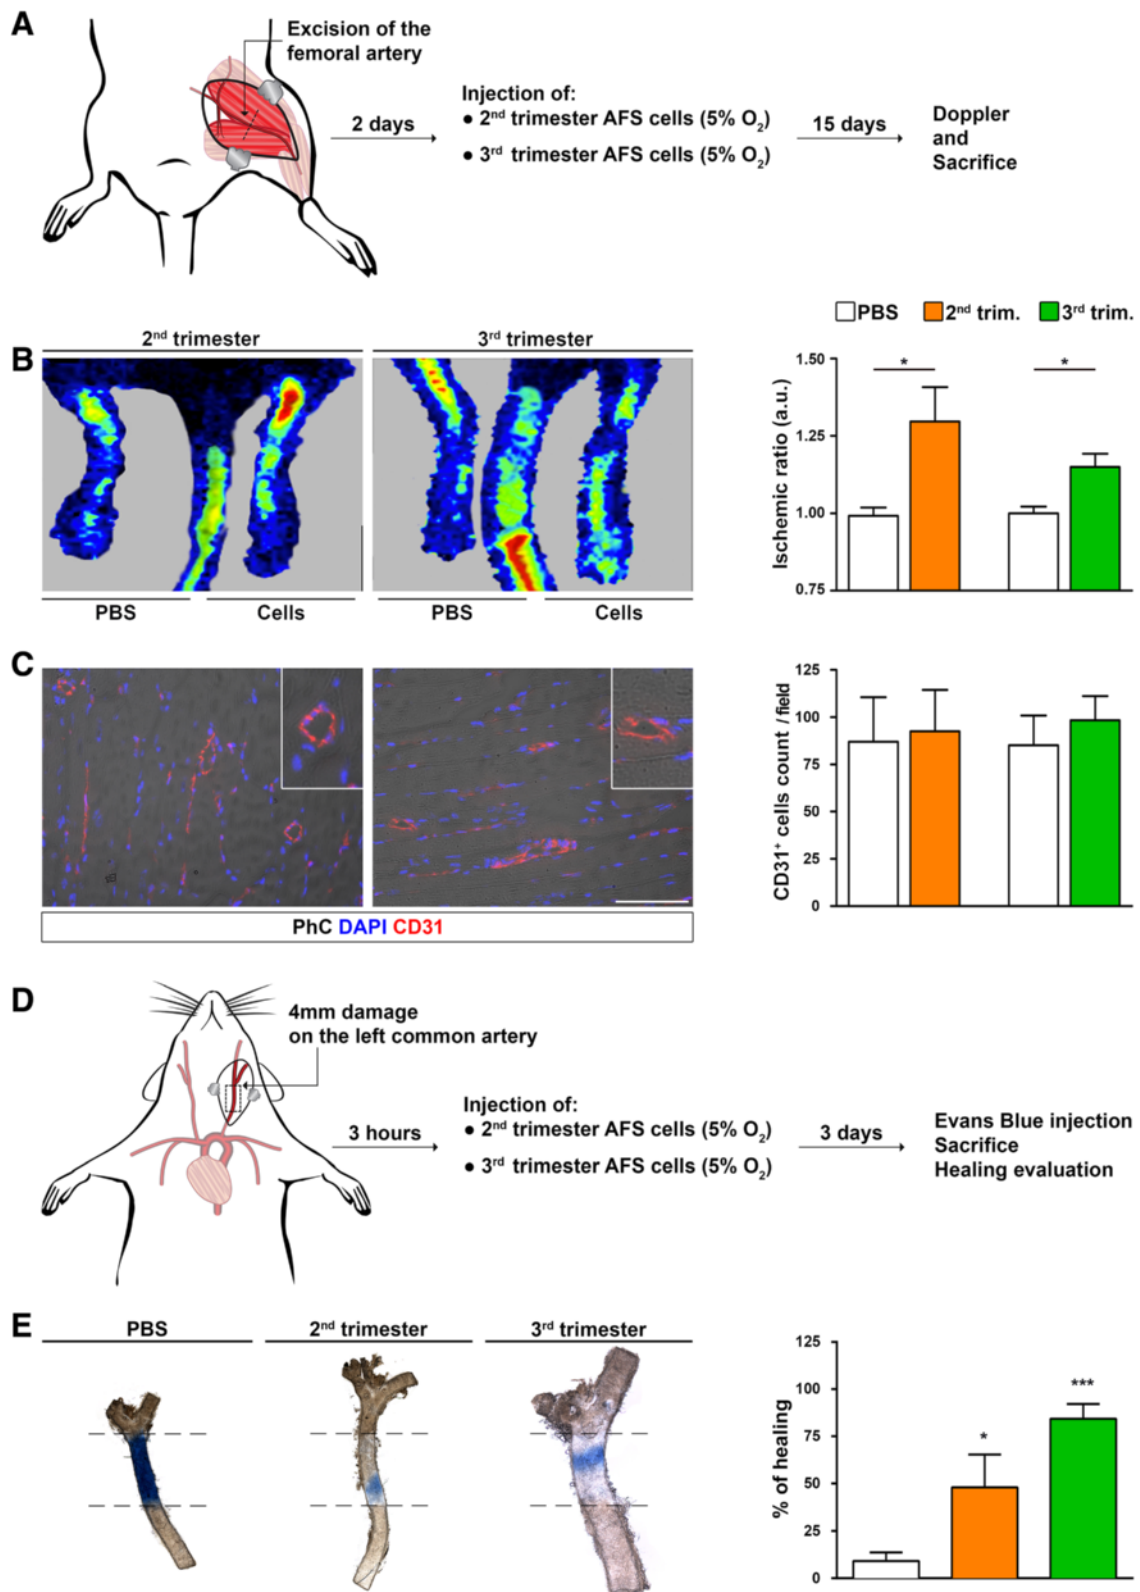 A
Excision of the
femoral artery
2 days
Injection of:
● 2nd trimester AFS cells (5% O2)
● 3rd trimester AFS cells (5% O2)
15 days
Doppler
and
Sacrifice
PBS 2nd trim. 3rd trim.
B
2nd trimester 3rd trimester
PBS Cells PBS Cells
Ischemic ratio (a.u.)
1.50
1.25
1.00
0.75
* *
C
PhC DAPI CD31
CD31+ cells count / field
125
100
75
50
25
0
D
4mm damage
on the left common artery
3 hours
Injection of:
● 2nd trimester AFS cells (5% O2)
● 3rd trimester AFS cells (5% O2)
3 days
Evans Blue injection
Sacrifice
Healing evaluation
E
PBS 2nd trimester 3rd trimester
% of healing
100
75
50
25
0
* ***